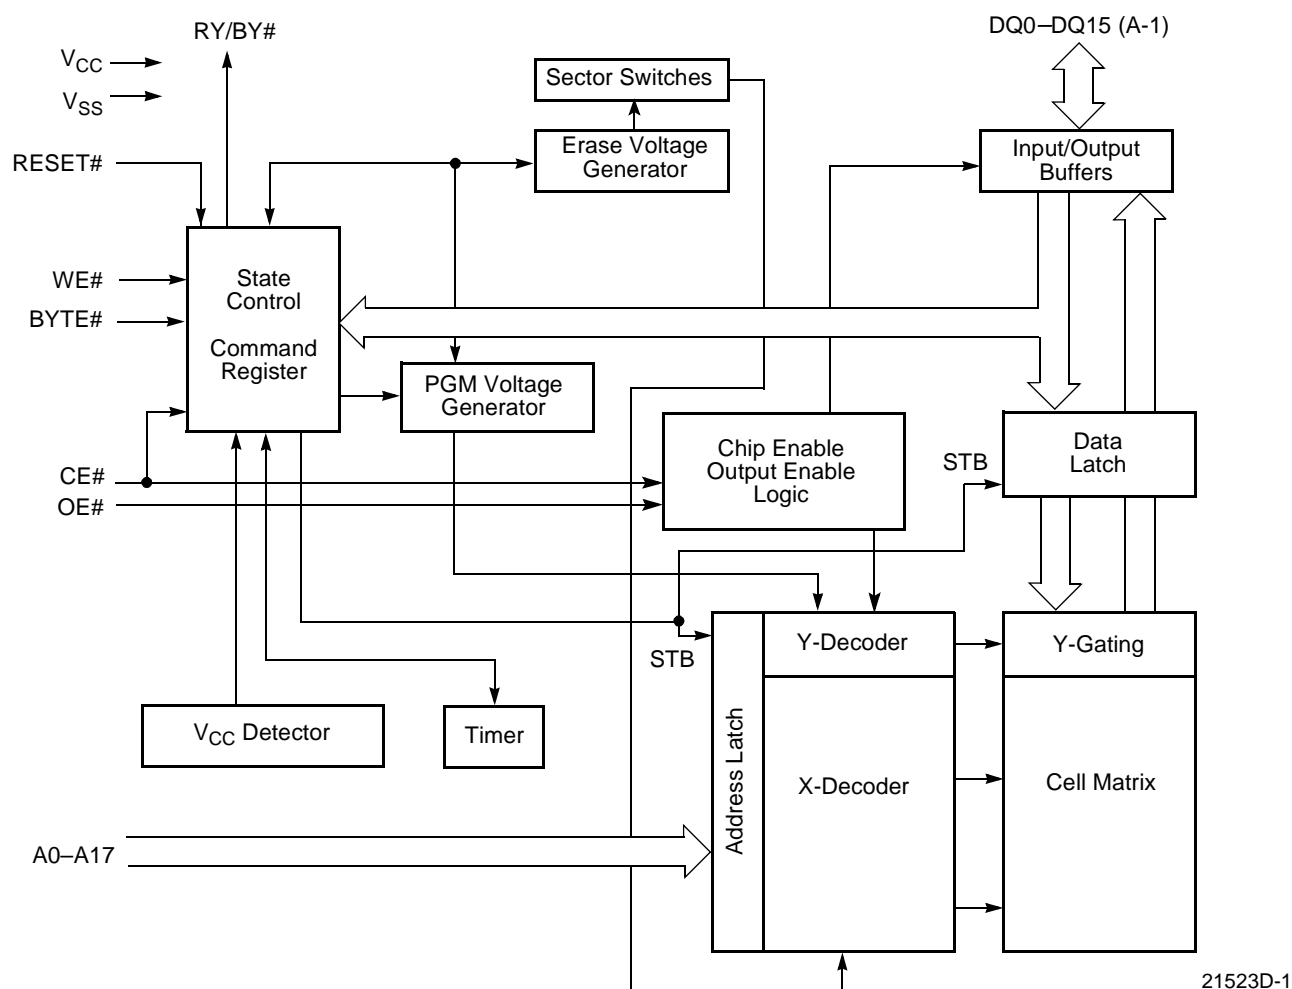 RY/BY#
DQ0–DQ15 (A-1)
VCC
VSS
Sector Switches
Erase Voltage
Generator
Input/Output
Buffers
RESET#
WE#
BYTE#
State
Control
Command
Register
PGM Voltage
Generator
Chip Enable
Output Enable
Logic
STB
Data
Latch
CE#
OE#
STB
Y-Decoder
Y-Gating
VCC Detector
Timer
Address Latch
X-Decoder
Cell Matrix
A0–A17
21523D-1